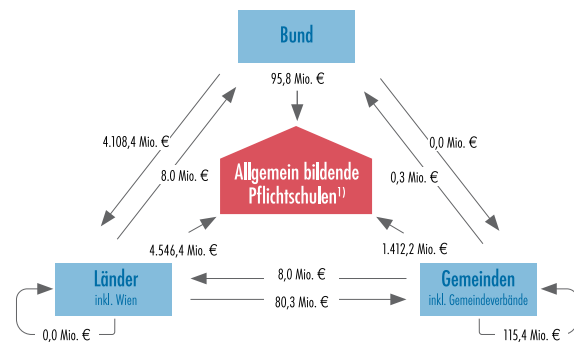 Bund
95,8 Mio. €
4.108,4 Mio. €
0,0 Mio. €
8.0 Mio. €
0,3 Mio. €
Allgemein bildende
Pflichtschulen¹⁾
4.546,4 Mio. €
1.412,2 Mio. €
Länder
inkl. Wien
8,0 Mio. €
80,3 Mio. €
Gemeinden
inkl. Gemeindeverbände
0,0 Mio. €
115,4 Mio. €